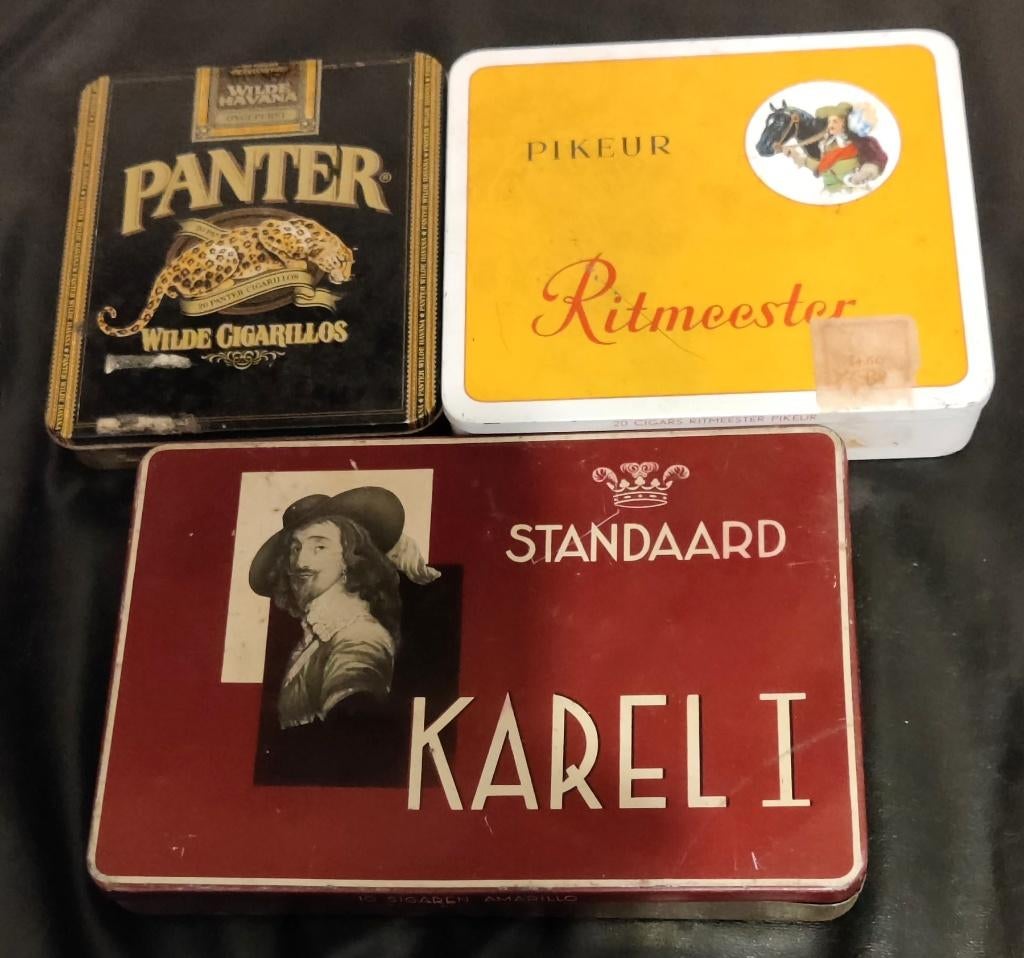 WILDE
HAVANA
ONGEPERST
PANTER®
20 PANTER CIGARILLOS
WILDE CIGARILLOS
PIKEUR
Ritmeester
20 CIGARS RITMEESTER PIKEUR
STANDAARD
KAREL I
10 SIGAREN AMARILLO